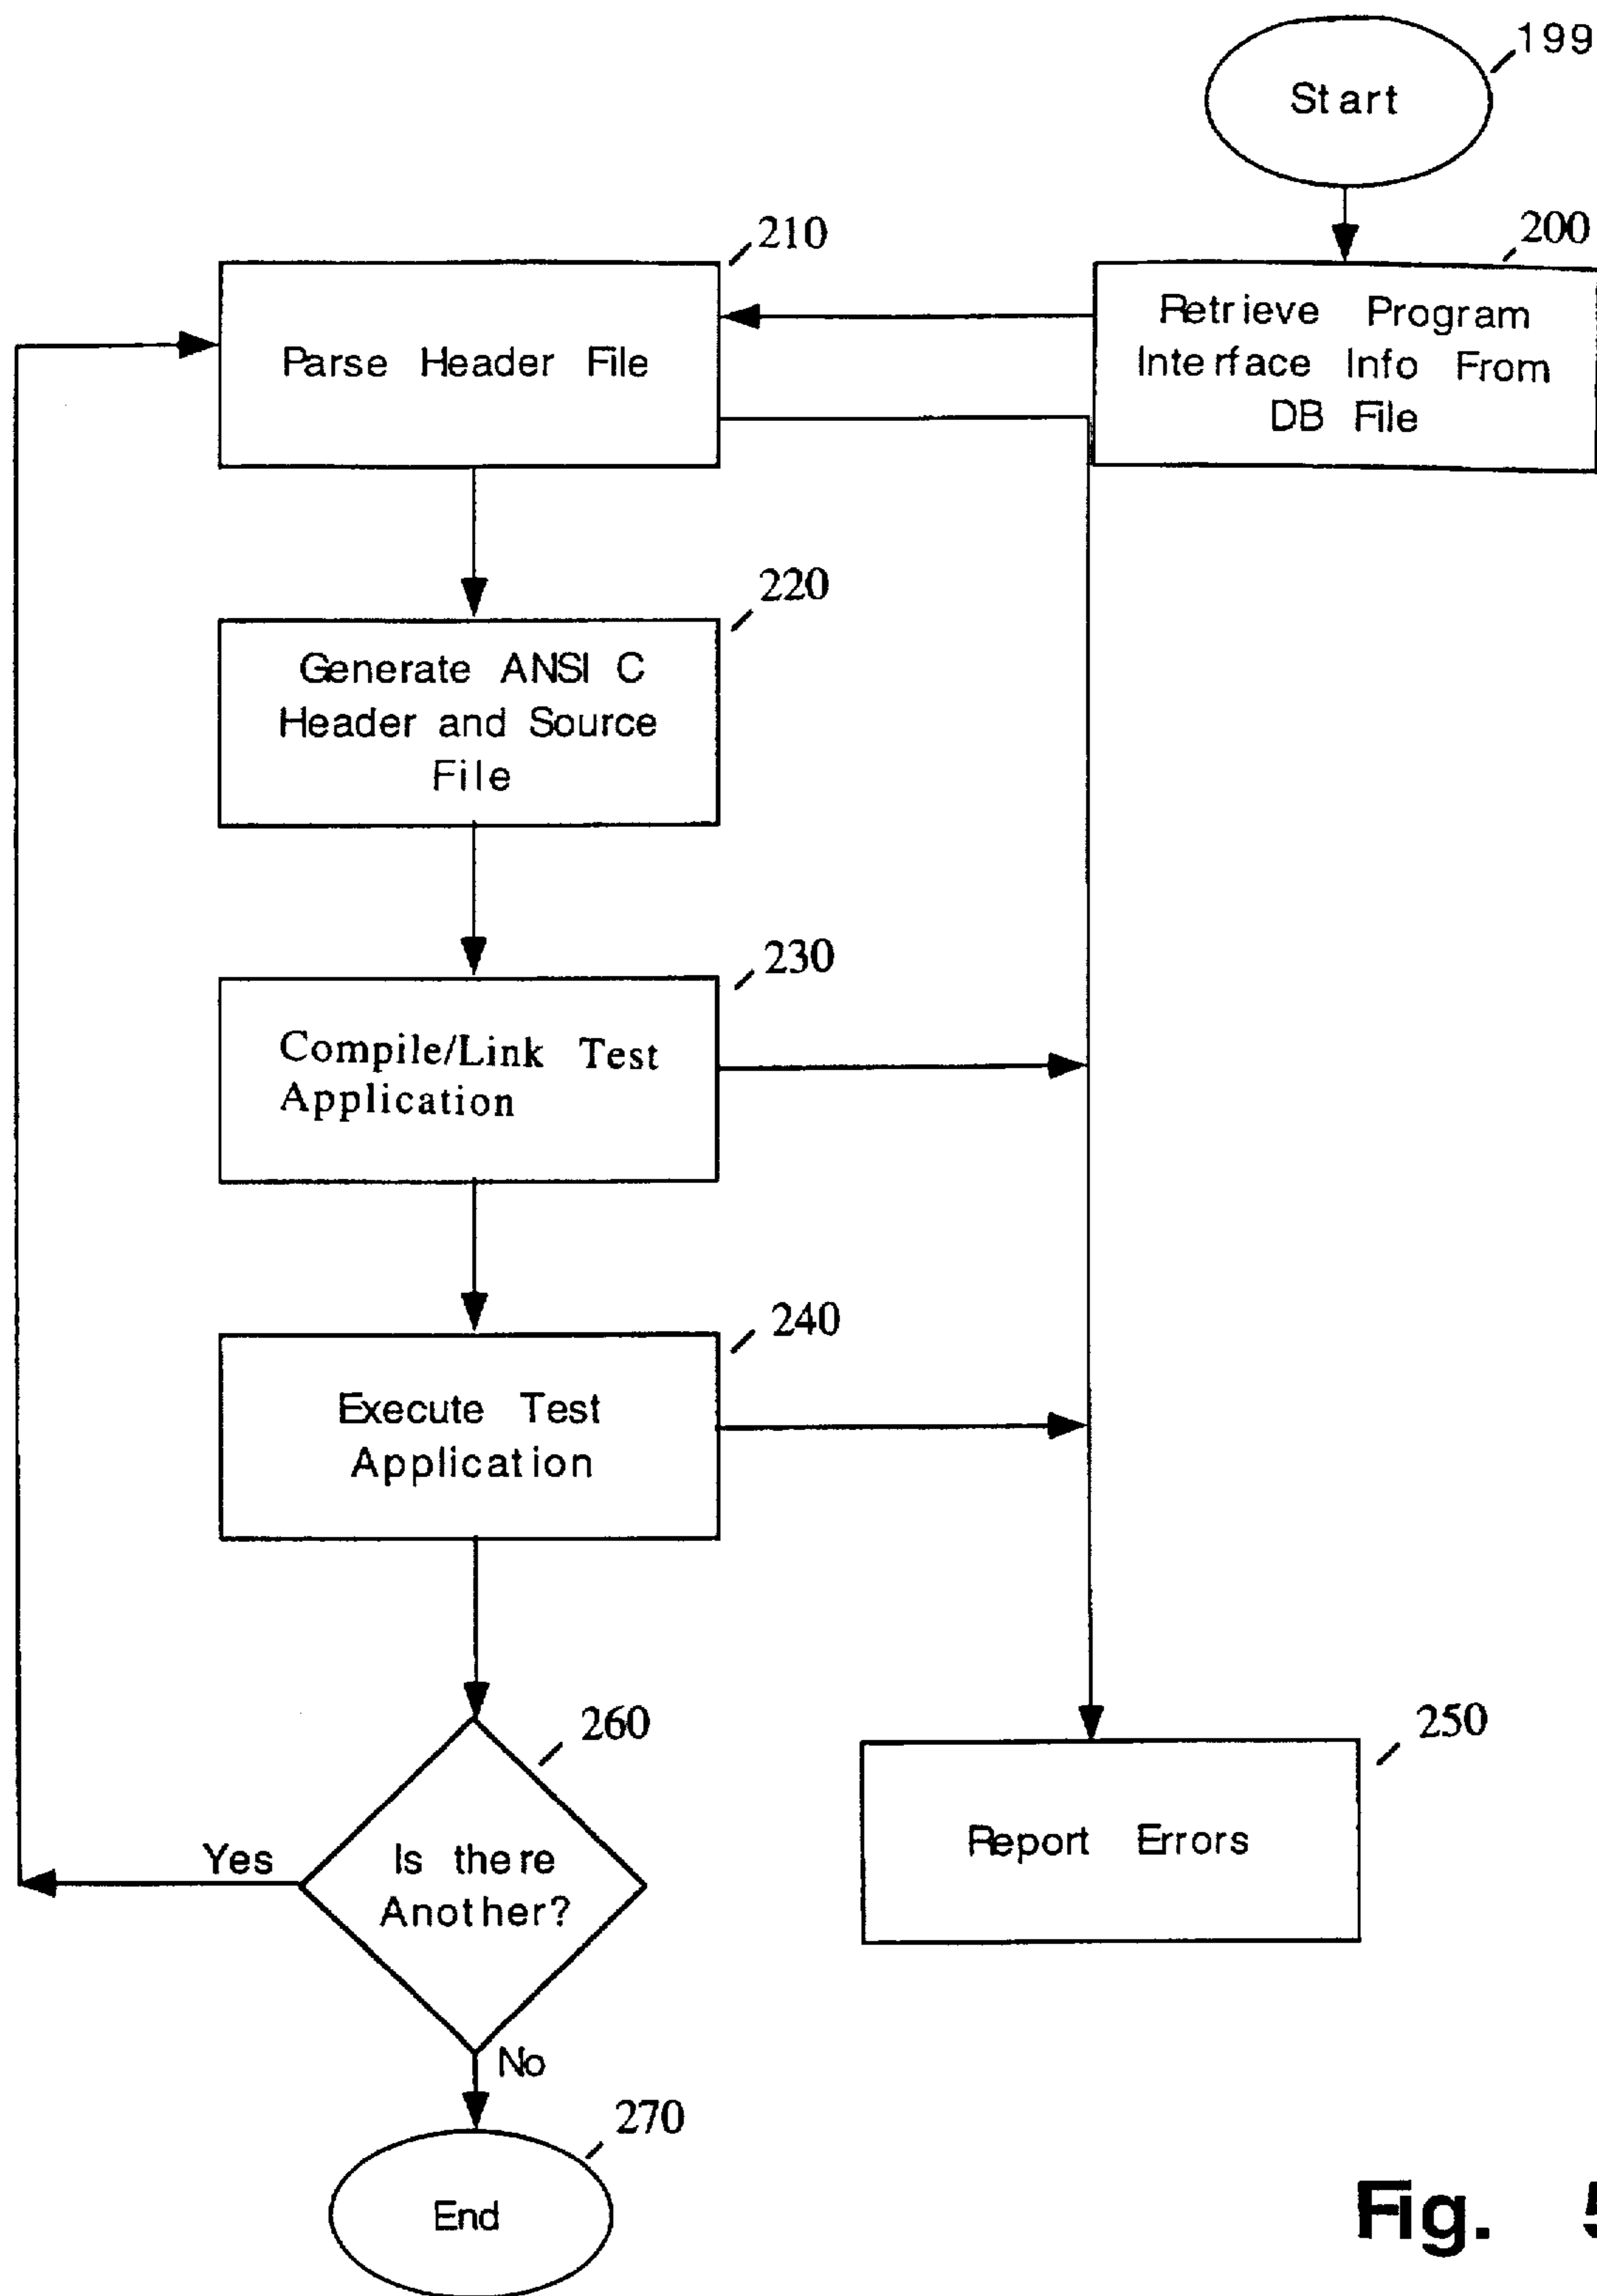 199
Start
200
Retrieve Program
Interface Info From
DB File
210
Parse Header File
220
Generate ANSI C
Header and Source
File
230
Compile/Link Test
Application
240
Execute Test
Application
260
Is there
Another?
Yes
No
250
Report Errors
270
End
Fig. 5